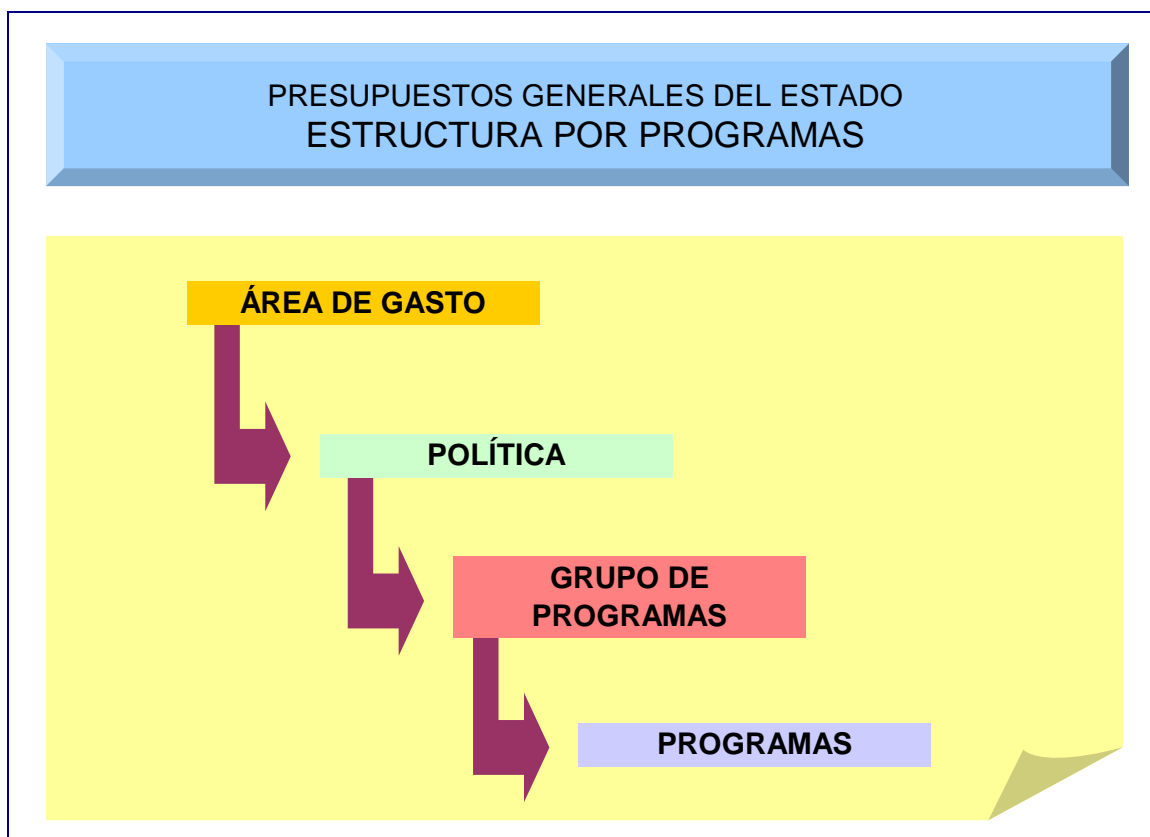 PRESUPUESTOS GENERALES DEL ESTADO
ESTRUCTURA POR PROGRAMAS
ÁREA DE GASTO
POLÍTICA
GRUPO DE
PROGRAMAS
PROGRAMAS